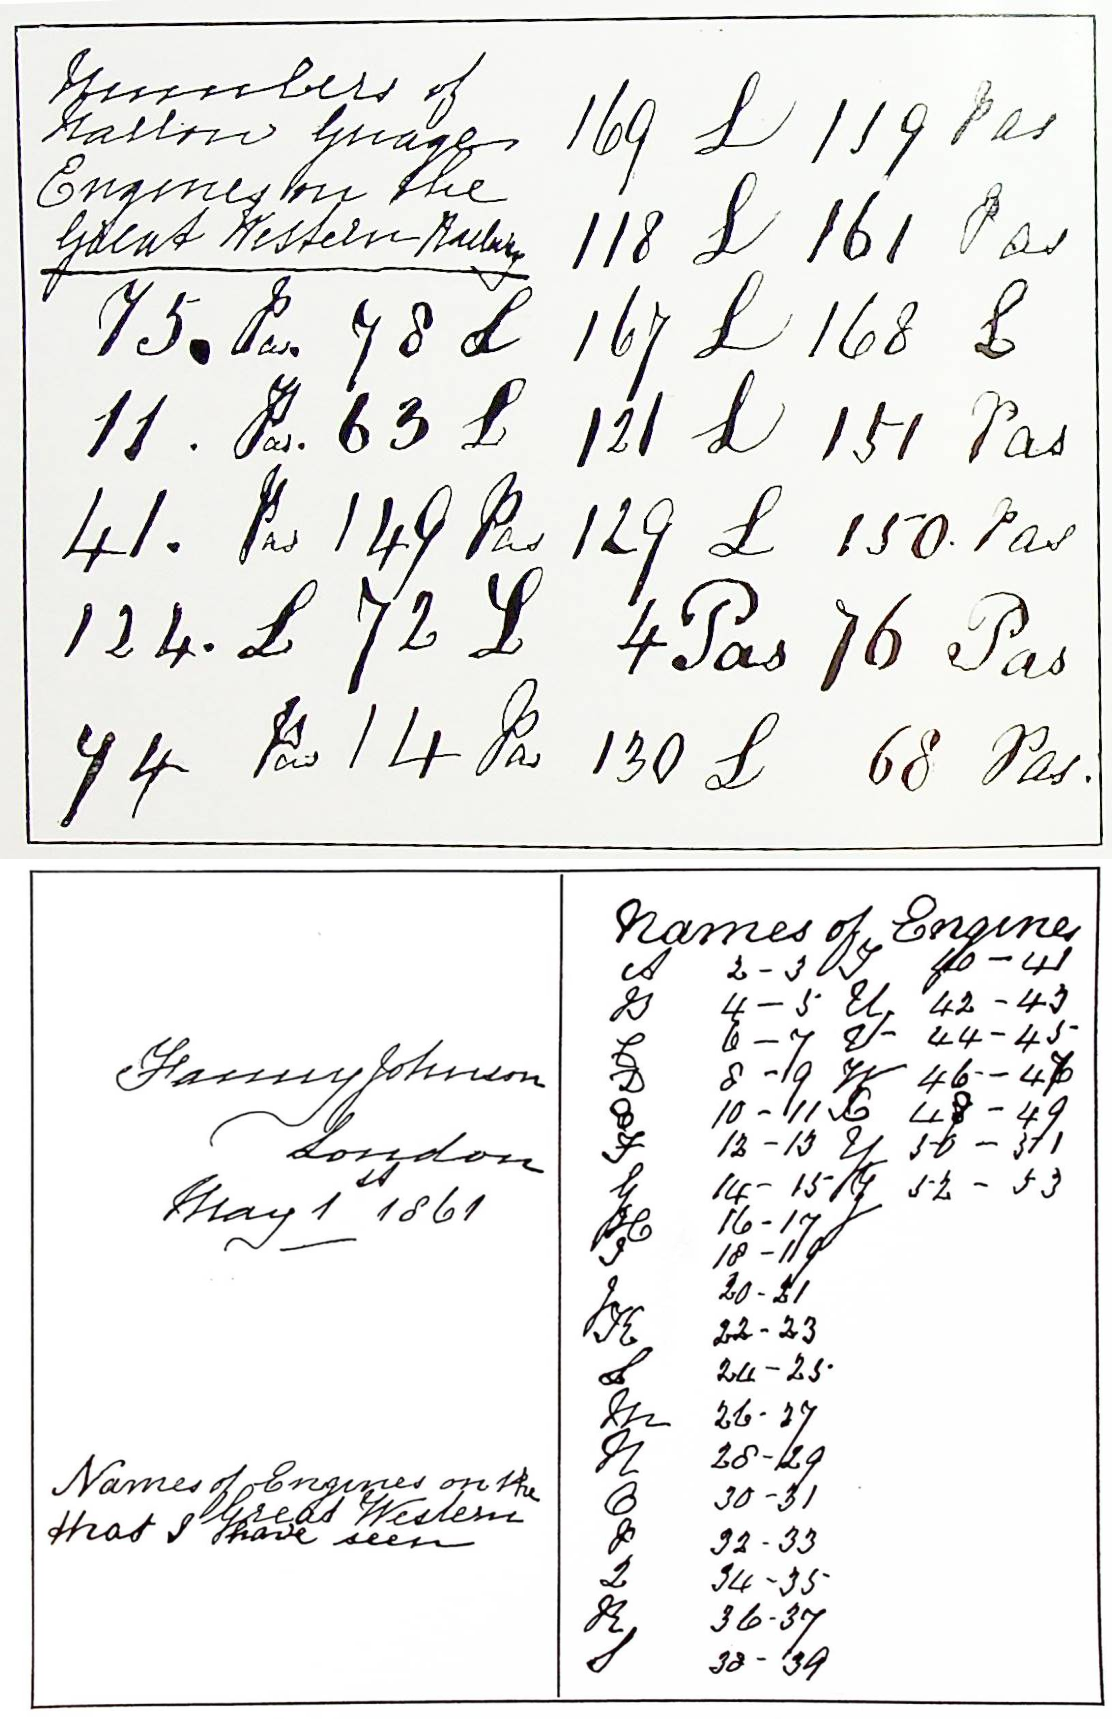 Numbers of
Narrow Guage
Engines on the
Great Western Railway
75. Pas. 78 L
11. Pas. 63 L
41. Pas 149 Pas
124. L 72 L
74 Pas 14 Pas
169 L 159 Pas
118 L 161 Pas
167 L 168 L
121 L 151 Pas
129 L 150. Pas
4 Pas 76 Pas
130 L 68 Pas.
Fanny Johnson
London
May 1st 1861
Names of Engines on the
Great Western
that I have seen
Names of Engines
A 2-3 T 40-41
B 4-5 U 42-43
C 6-7 V 44-45
D 8-9 W 46-47
E 10-11 X 48-49
F 12-13 Y 50-51
G 14-15 Z 52-53
H 16-17
I 18-19
J 20-21
K 22-23
L 24-25
M 26-27
N 28-29
O 30-31
P 32-33
Q 34-35
R 36-37
S 38-39